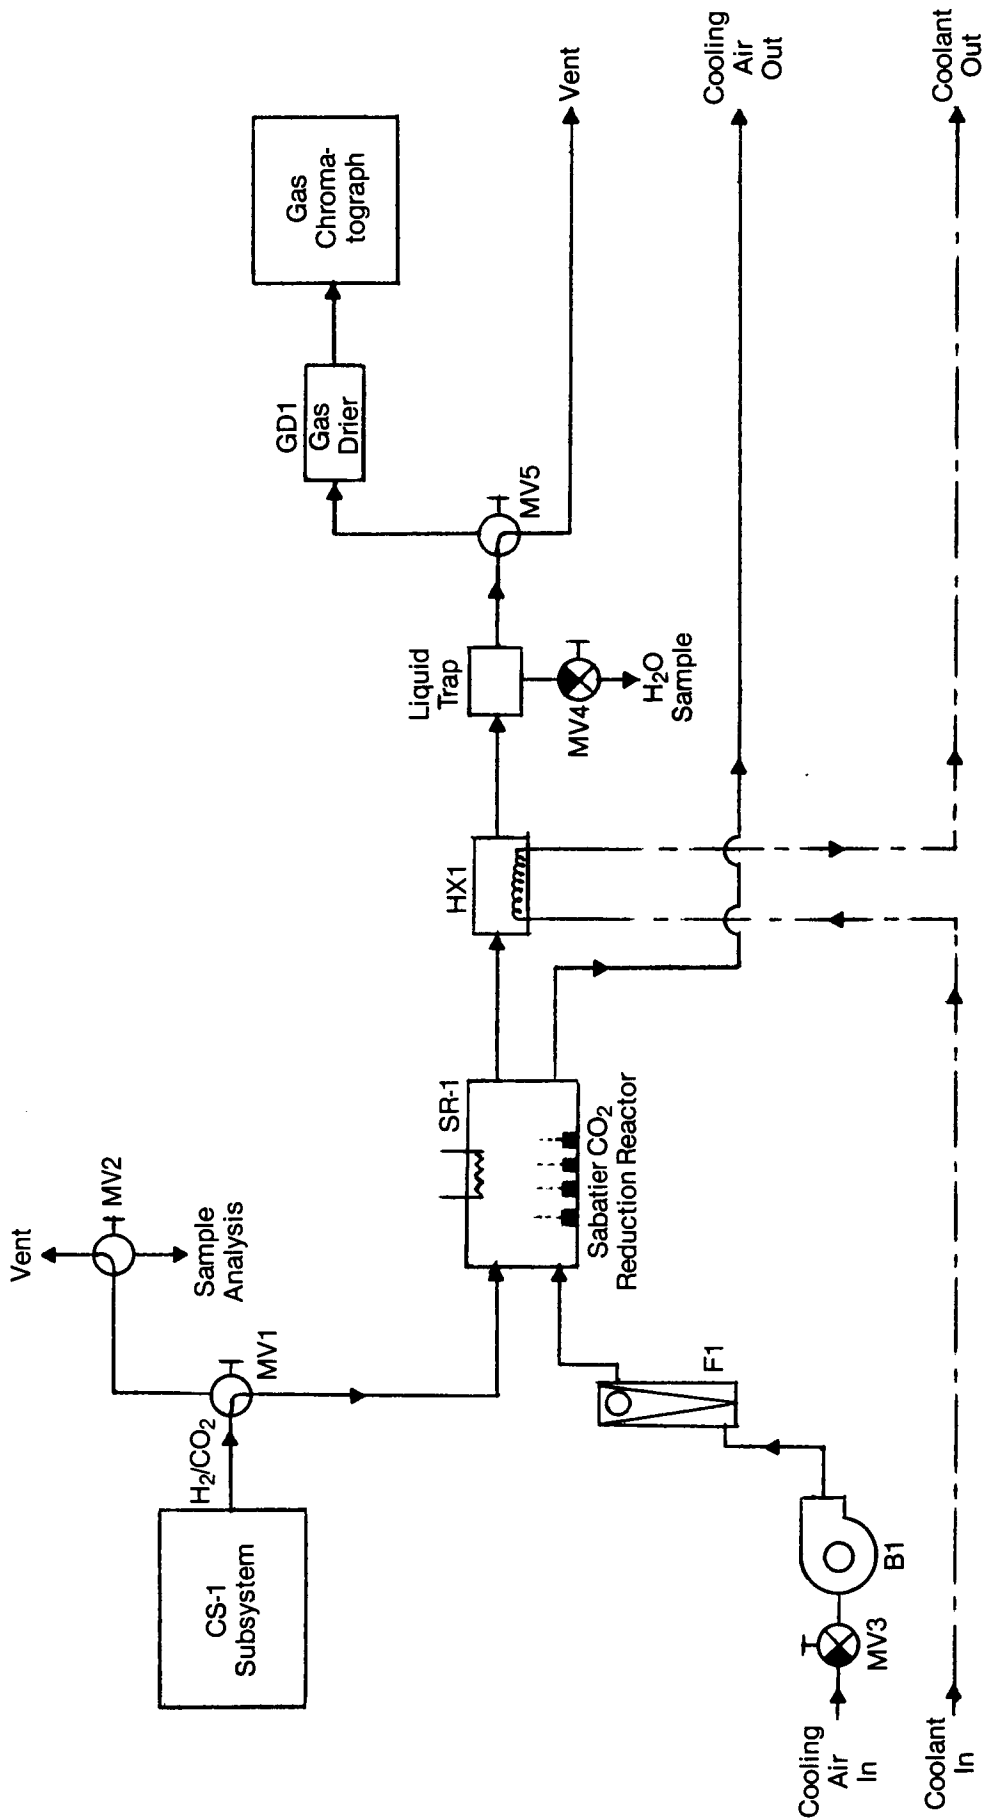 CS-1
Subsystem
H₂/CO₂
MV1
Vent
MV2
Sample
Analysis
SR-1
Sabatier CO₂
Reduction Reactor
HX1
Liquid
Trap
MV4
H₂O
Sample
MV5
GD1
Gas
Drier
Gas
Chroma-
tograph
Vent
Cooling
Air
In
MV3
B1
F1
Cooling
Air
Out
Coolant
In
Coolant
Out